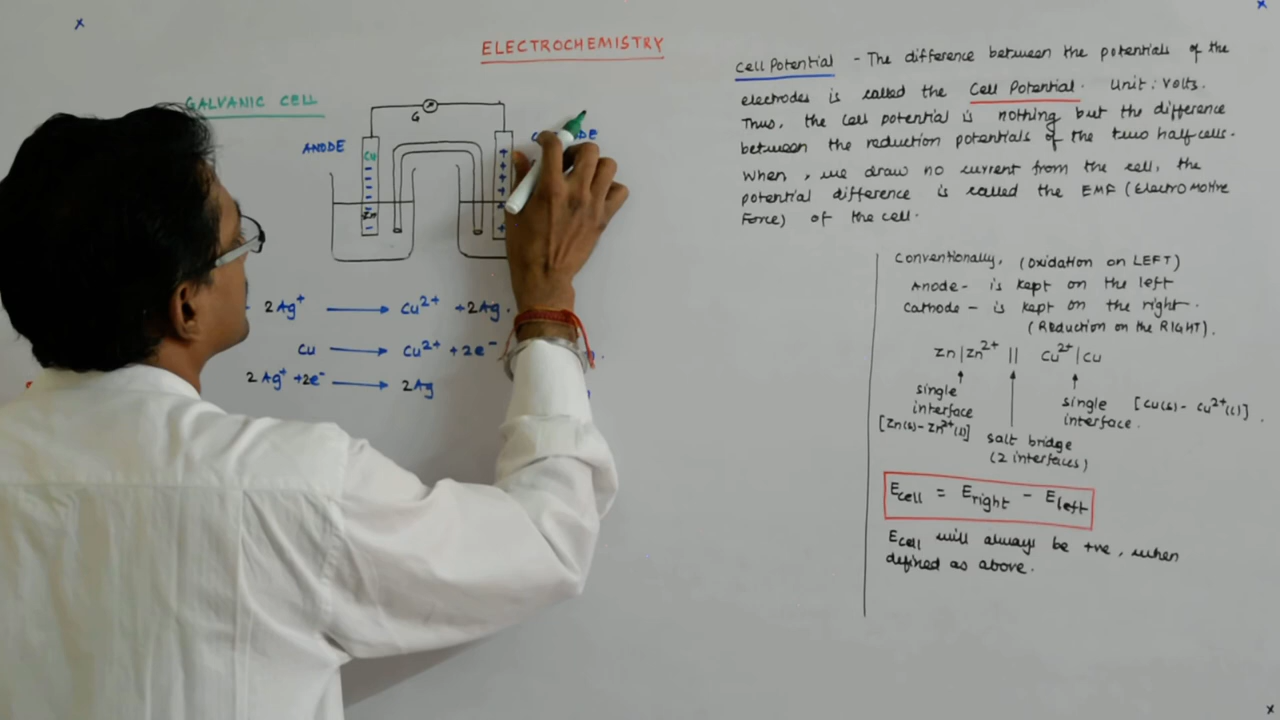 ELECTROCHEMISTRY
GALVANIC CELL
G
ANODE
Cu
Zn
2Ag⁺ → Cu²⁺ + 2Ag.
Cu → Cu²⁺ + 2e⁻
2Ag⁺ + 2e⁻ → 2Ag
Cell Potential - The difference between the potentials of the
electrodes is called the Cell Potential. Unit: Volts.
Thus, the cell potential is nothing but the difference
between the reduction potentials of the two half cells.
When, we draw no current from the cell, the
potential difference is called the EMF (Electro Motive
Force) of the cell.
Conventionally, (Oxidation on LEFT)
Anode - is kept on the left
Cathode - is kept on the right.
(Reduction on the RIGHT).
Zn|Zn²⁺ || Cu²⁺|Cu
single
interface
[Zn(s) - Zn²⁺(l)]
salt bridge
(2 interfaces)
single
interface.
[Cu(s) - Cu²⁺(l)].
Ecell = Eright - Eleft
Ecell will always be +ve, when
defined as above.